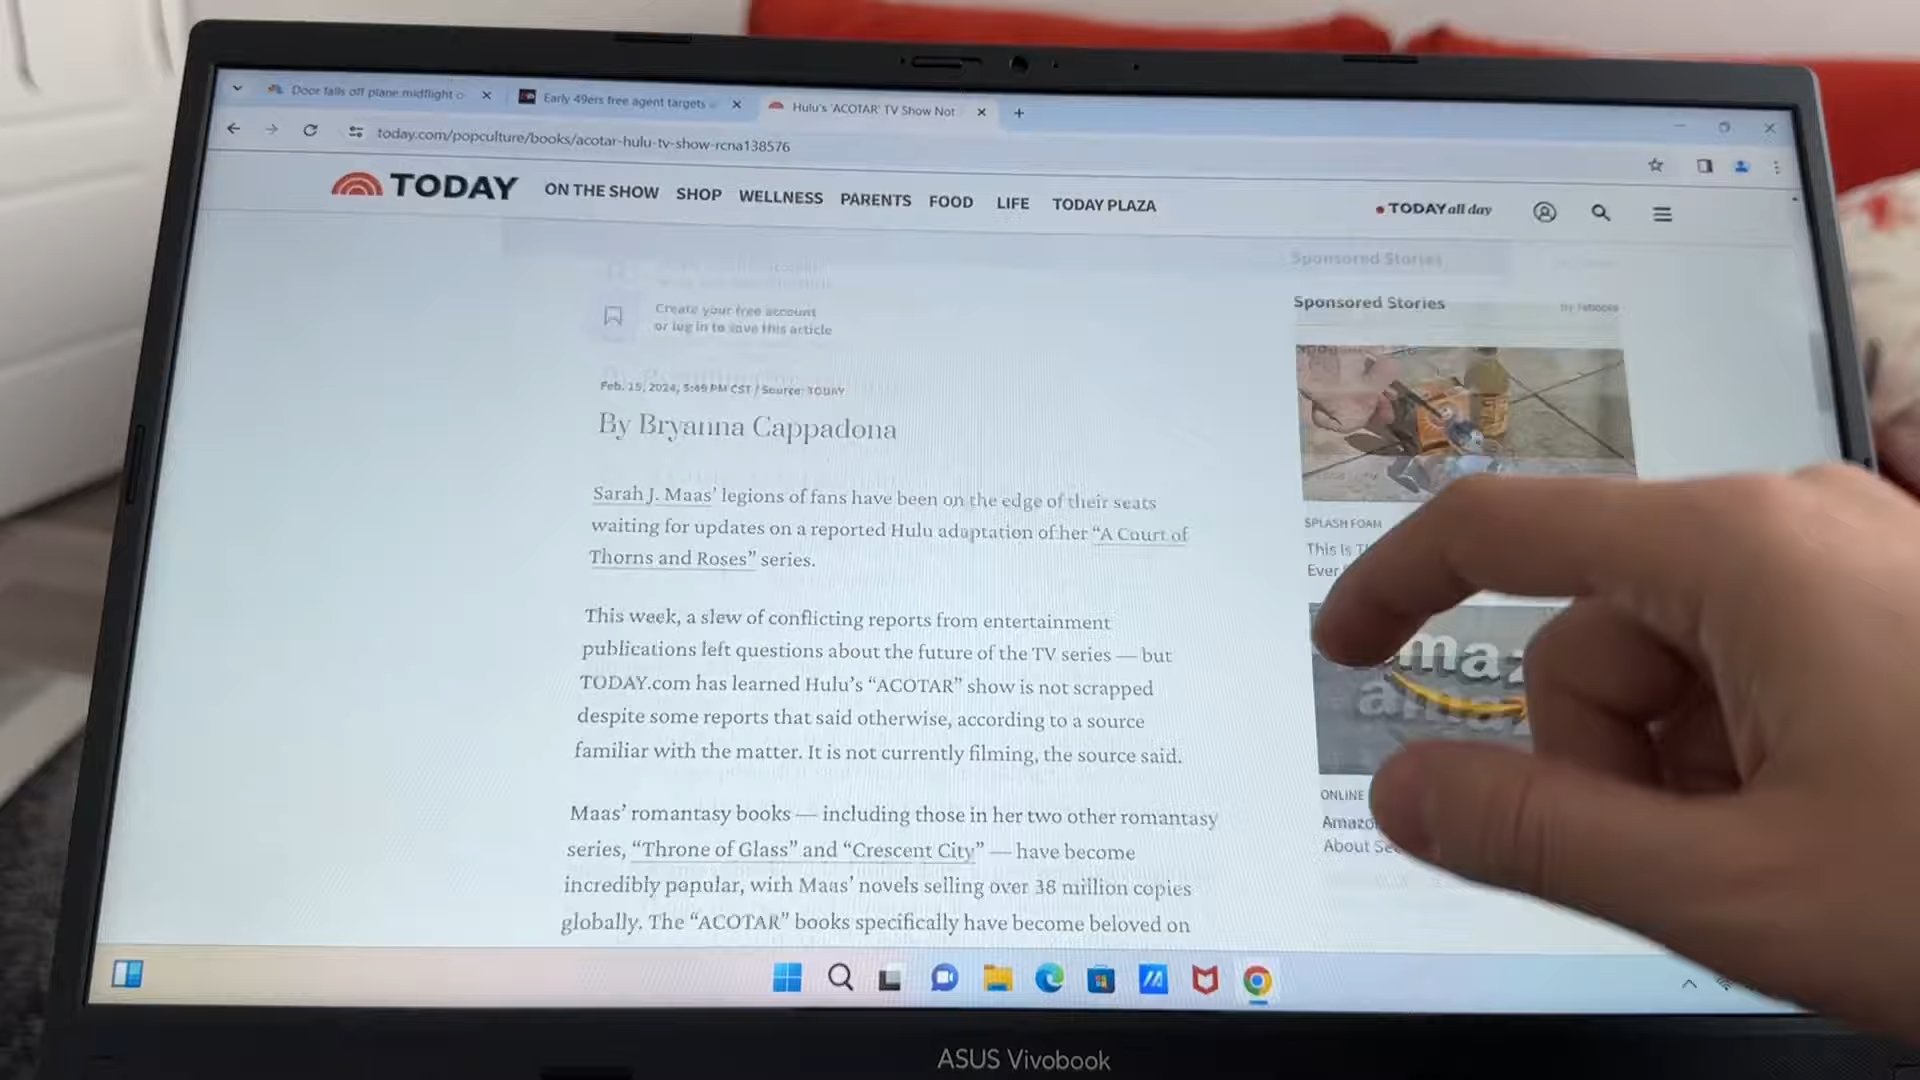 Door falls off plane midflight
Early 49ers free agent targets
Hulu's 'ACOTAR' TV Show Not
today.com/popculture/books/acotar-hulu-tv-show-rcna138576
TODAY
ON THE SHOW SHOP WELLNESS PARENTS FOOD LIFE TODAY PLAZA
TODAY all day
Create your free account
or log in to save this article
Feb. 15, 2024, 5:49 PM CST / Source: TODAY
By Bryanna Cappadona
Sarah J. Maas' legions of fans have been on the edge of their seats
waiting for updates on a reported Hulu adaptation of her “A Court of
Thorns and Roses” series.
This week, a slew of conflicting reports from entertainment
publications left questions about the future of the TV series — but
TODAY.com has learned Hulu's “ACOTAR” show is not scrapped
despite some reports that said otherwise, according to a source
familiar with the matter. It is not currently filming, the source said.
Maas' romantasy books — including those in her two other romantasy
series, “Throne of Glass” and “Crescent City” — have become
incredibly popular, with Maas' novels selling over 38 million copies
globally. The “ACOTAR” books specifically have become beloved on
Sponsored Stories
Sponsored Stories
by Taboola
SPLASH FOAM
This Is
Ever
ONLINE
About
ASUS Vivobook